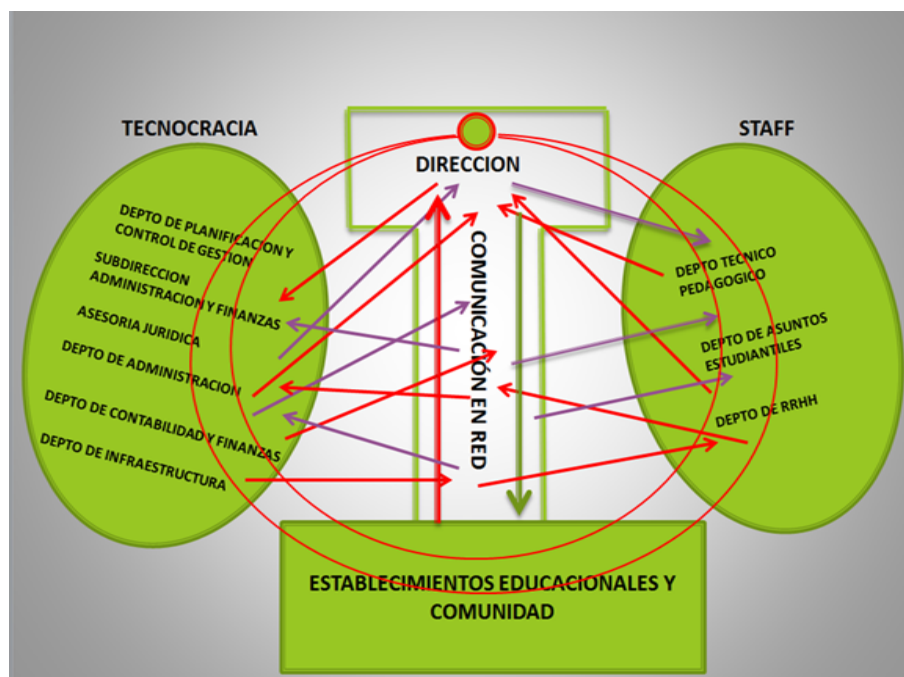 TECNOCRACIA
STAFF
DIRECCION
DEPTO DE PLANIFICACION Y
CONTROL DE GESTION
SUBDIRECCION
ADMINISTRACION Y FINANZAS
ASESORIA JURIDICA
DEPTO DE ADMINISTRACION
DEPTO DE CONTABILIDAD Y FINANZAS
DEPTO DE INFRAESTRUCTURA
COMUNICACIÓN EN RED
DEPTO TECNICO
PEDAGOGICO
DEPTO DE ASUNTOS
ESTUDIANTILES
DEPTO DE RRHH
ESTABLECIMIENTOS EDUCACIONALES Y
COMUNIDAD